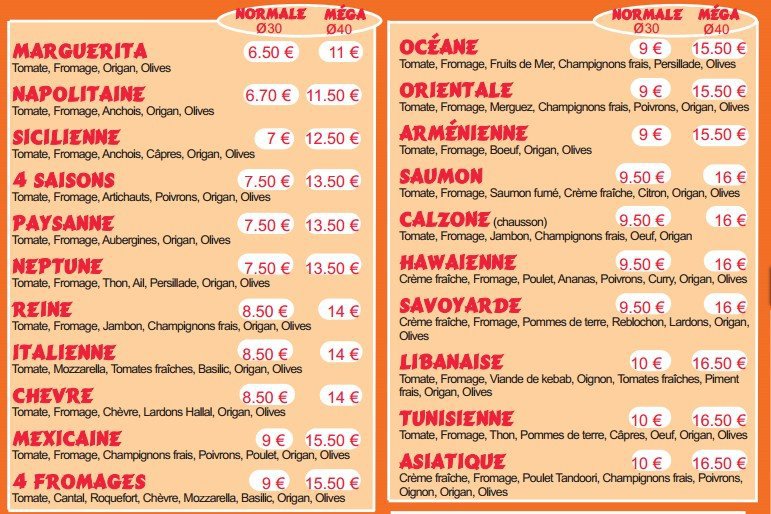 NORMALE MÉGA
Ø30 Ø40
MARGUERITA 6.50 € 11 €
Tomate, Fromage, Origan, Olives
NAPOLITAINE 6.70 € 11.50 €
Tomate, Fromage, Anchois, Origan, Olives
SICILIENNE 7 € 12.50 €
Tomate, Fromage, Anchois, Câpres, Origan, Olives
4 SAISONS 7.50 € 13.50 €
Tomate, Fromage, Artichauts, Poivrons, Origan, Olives
PAYSANNE 7.50 € 13.50 €
Tomate, Fromage, Aubergines, Origan, Olives
NEPTUNE 7.50 € 13.50 €
Tomate, Fromage, Thon, Ail, Persillade, Origan, Olives
REINE 8.50 € 14 €
Tomate, Fromage, Jambon, Champignons frais, Origan, Olives
ITALIENNE 8.50 € 14 €
Tomate, Mozzarella, Tomates fraîches, Basilic, Origan, Olives
CHEVRE 8.50 € 14 €
Tomate, Fromage, Chèvre, Lardons Hallal, Origan, Olives
MEXICAINE 9 € 15.50 €
Tomate, Fromage, Champignons frais, Poivrons, Poulet, Origan, Olives
4 FROMAGES 9 € 15.50 €
Tomate, Cantal, Roquefort, Chèvre, Mozzarella, Basilic, Origan, Olives
NORMALE MÉGA
Ø30 Ø40
OCÉANE 9 € 15.50 €
Tomate, Fromage, Fruits de Mer, Champignons frais, Persillade, Olives
ORIENTALE 9 € 15.50 €
Tomate, Fromage, Merguez, Champignons frais, Poivrons, Origan, Olives
ARMÉNIENNE 9 € 15.50 €
Tomate, Fromage, Boeuf, Origan, Olives
SAUMON 9.50 € 16 €
Tomate, Fromage, Saumon fumé, Crème fraîche, Citron, Origan, Olives
CALZONE (chausson) 9.50 € 16 €
Tomate, Fromage, Jambon, Champignons frais, Oeuf, Origan
HAWAIENNE 9.50 € 16 €
Crème fraîche, Fromage, Poulet, Ananas, Poivrons, Curry, Origan, Olives
SAVOYARDE 9.50 € 16 €
Crème fraîche, Fromage, Pommes de terre, Reblochon, Lardons, Origan,
Olives
LIBANAISE 10 € 16.50 €
Tomate, Fromage, Viande de kebab, Oignon, Tomates fraîches, Piment
frais, Origan, Olives
TUNISIENNE 10 € 16.50 €
Tomate, Fromage, Thon, Pommes de terre, Câpres, Oeuf, Origan, Olives
ASIATIQUE 10 € 16.50 €
Crème fraîche, Fromage, Poulet Tandoori, Champignons frais, Poivrons,
Oignon, Origan, Olives